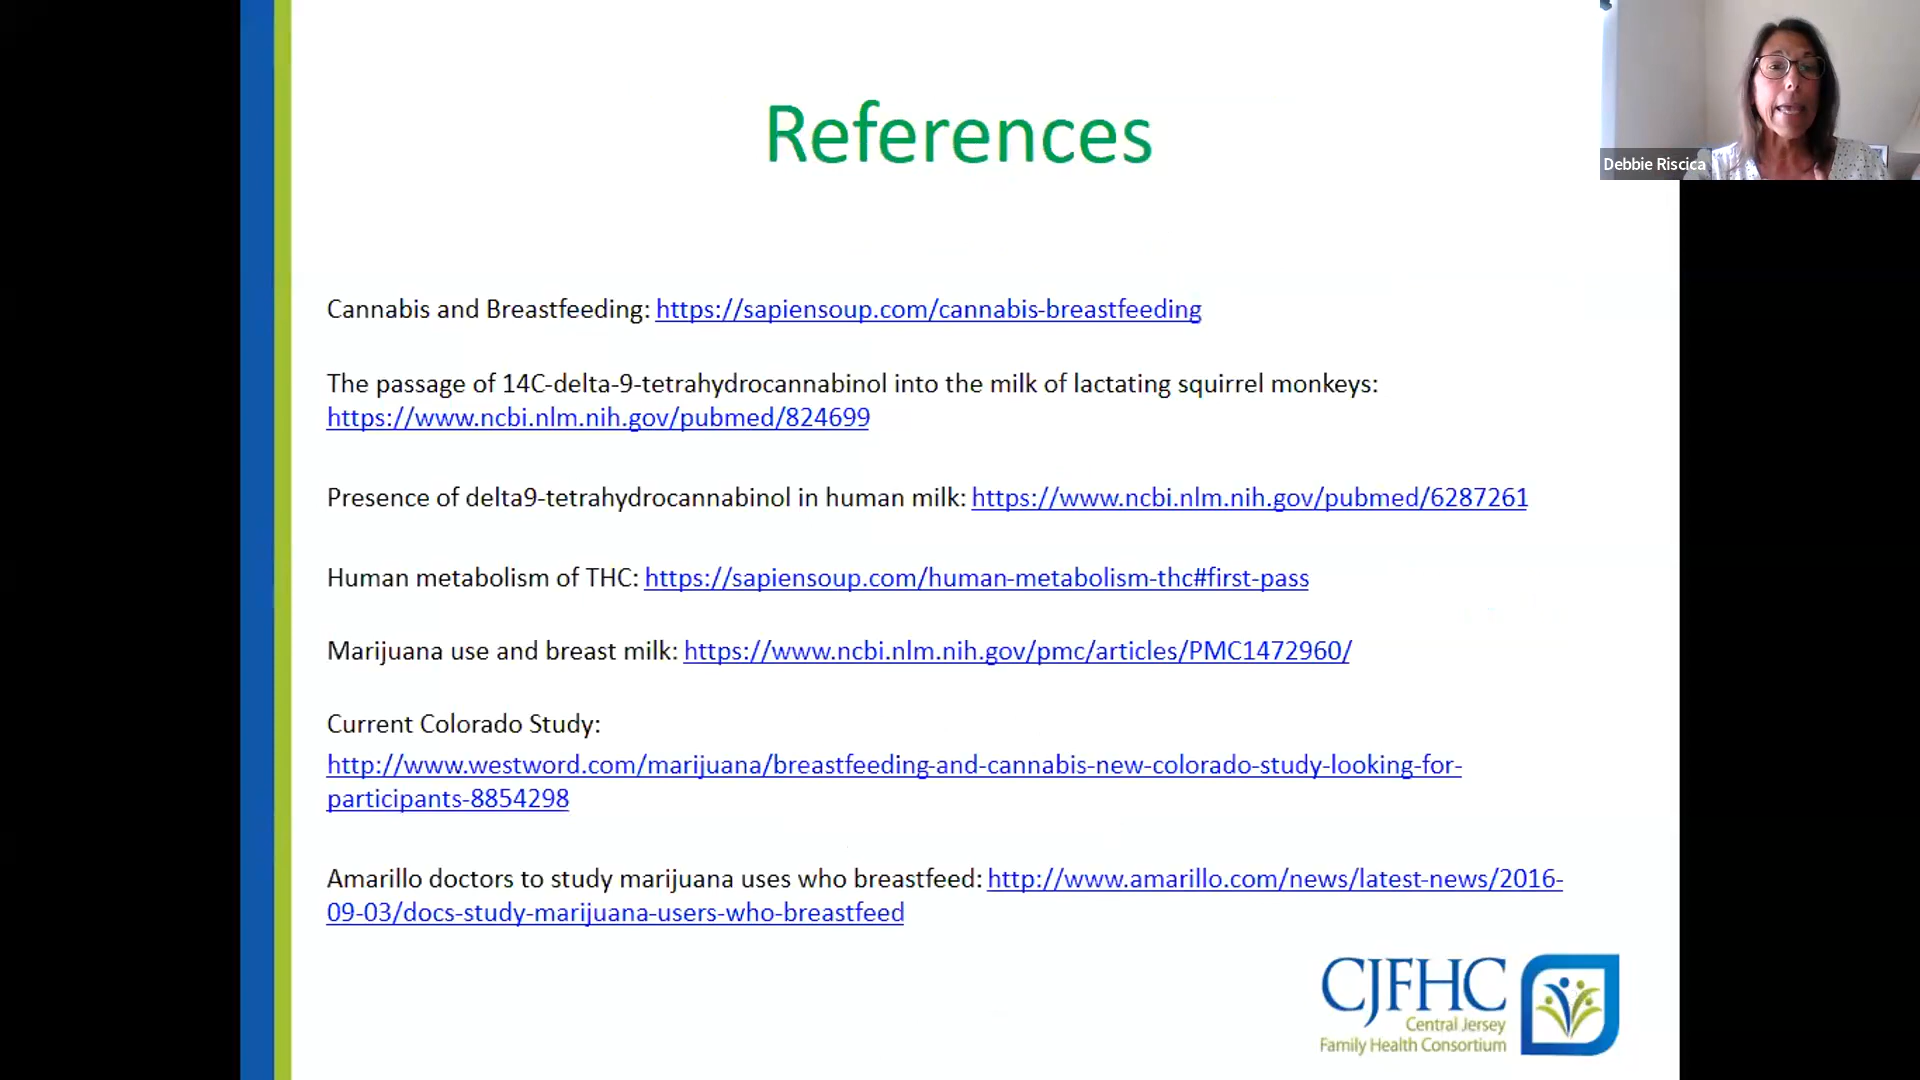 References
Debbie Riscica
Cannabis and Breastfeeding: https://sapiensoup.com/cannabis-breastfeeding
The passage of 14C-delta-9-tetrahydrocannabinol into the milk of lactating squirrel monkeys:
https://www.ncbi.nlm.nih.gov/pubmed/824699
Presence of delta9-tetrahydrocannabinol in human milk: https://www.ncbi.nlm.nih.gov/pubmed/6287261
Human metabolism of THC: https://sapiensoup.com/human-metabolism-thc#first-pass
Marijuana use and breast milk: https://www.ncbi.nlm.nih.gov/pmc/articles/PMC1472960/
Current Colorado Study:
http://www.westword.com/marijuana/breastfeeding-and-cannabis-new-colorado-study-looking-for-
participants-8854298
Amarillo doctors to study marijuana uses who breastfeed: http://www.amarillo.com/news/latest-news/2016-
09-03/docs-study-marijuana-users-who-breastfeed
CJFHC
Central Jersey
Family Health Consortium